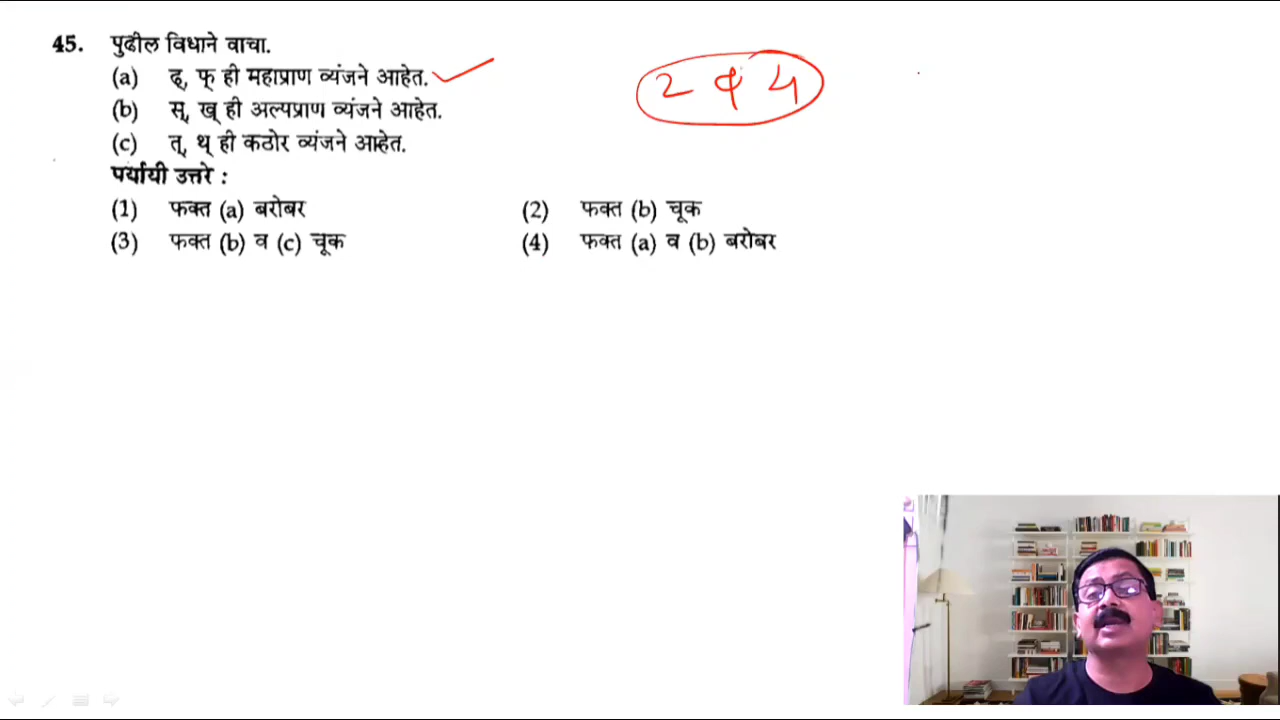 45. पुढील विधाने वाचा.
(a) ढ्, फ् ही महाप्राण व्यंजने आहेत.
2 व 4
(b) स्, ख् ही अल्पप्राण व्यंजने आहेत.
(c) त्, थ् ही कठोर व्यंजने आहेत.
पर्यायी उत्तरे :
(1) फक्त (a) बरोबर (2) फक्त (b) चूक
(3) फक्त (b) व (c) चूक (4) फक्त (a) व (b) बरोबर